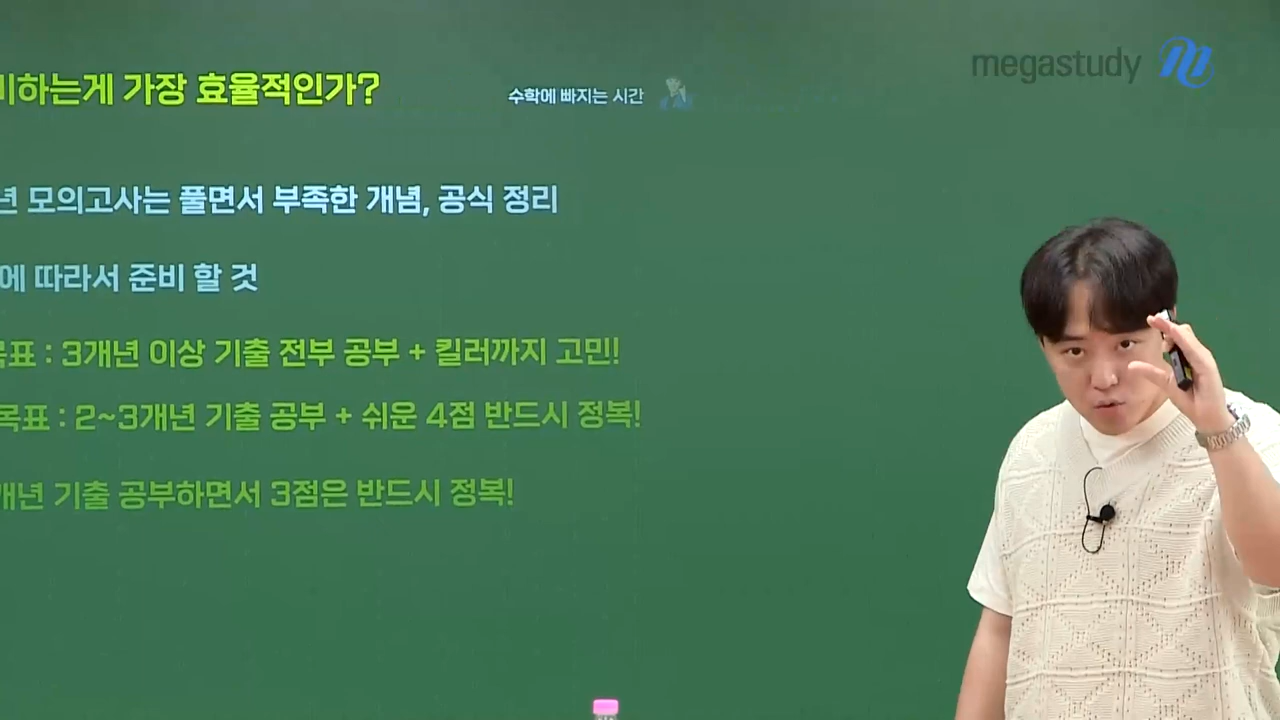 megastudy
비하는게 가장 효율적인가?
수학에 빠지는 시간
년 모의고사는 풀면서 부족한 개념, 공식 정리
에 따라서 준비 할 것
목표 : 3개년 이상 기출 전부 공부 + 킬러까지 고민!
목표 : 2~3개년 기출 공부 + 쉬운 4점 반드시 정복!
개년 기출 공부하면서 3점은 반드시 정복!